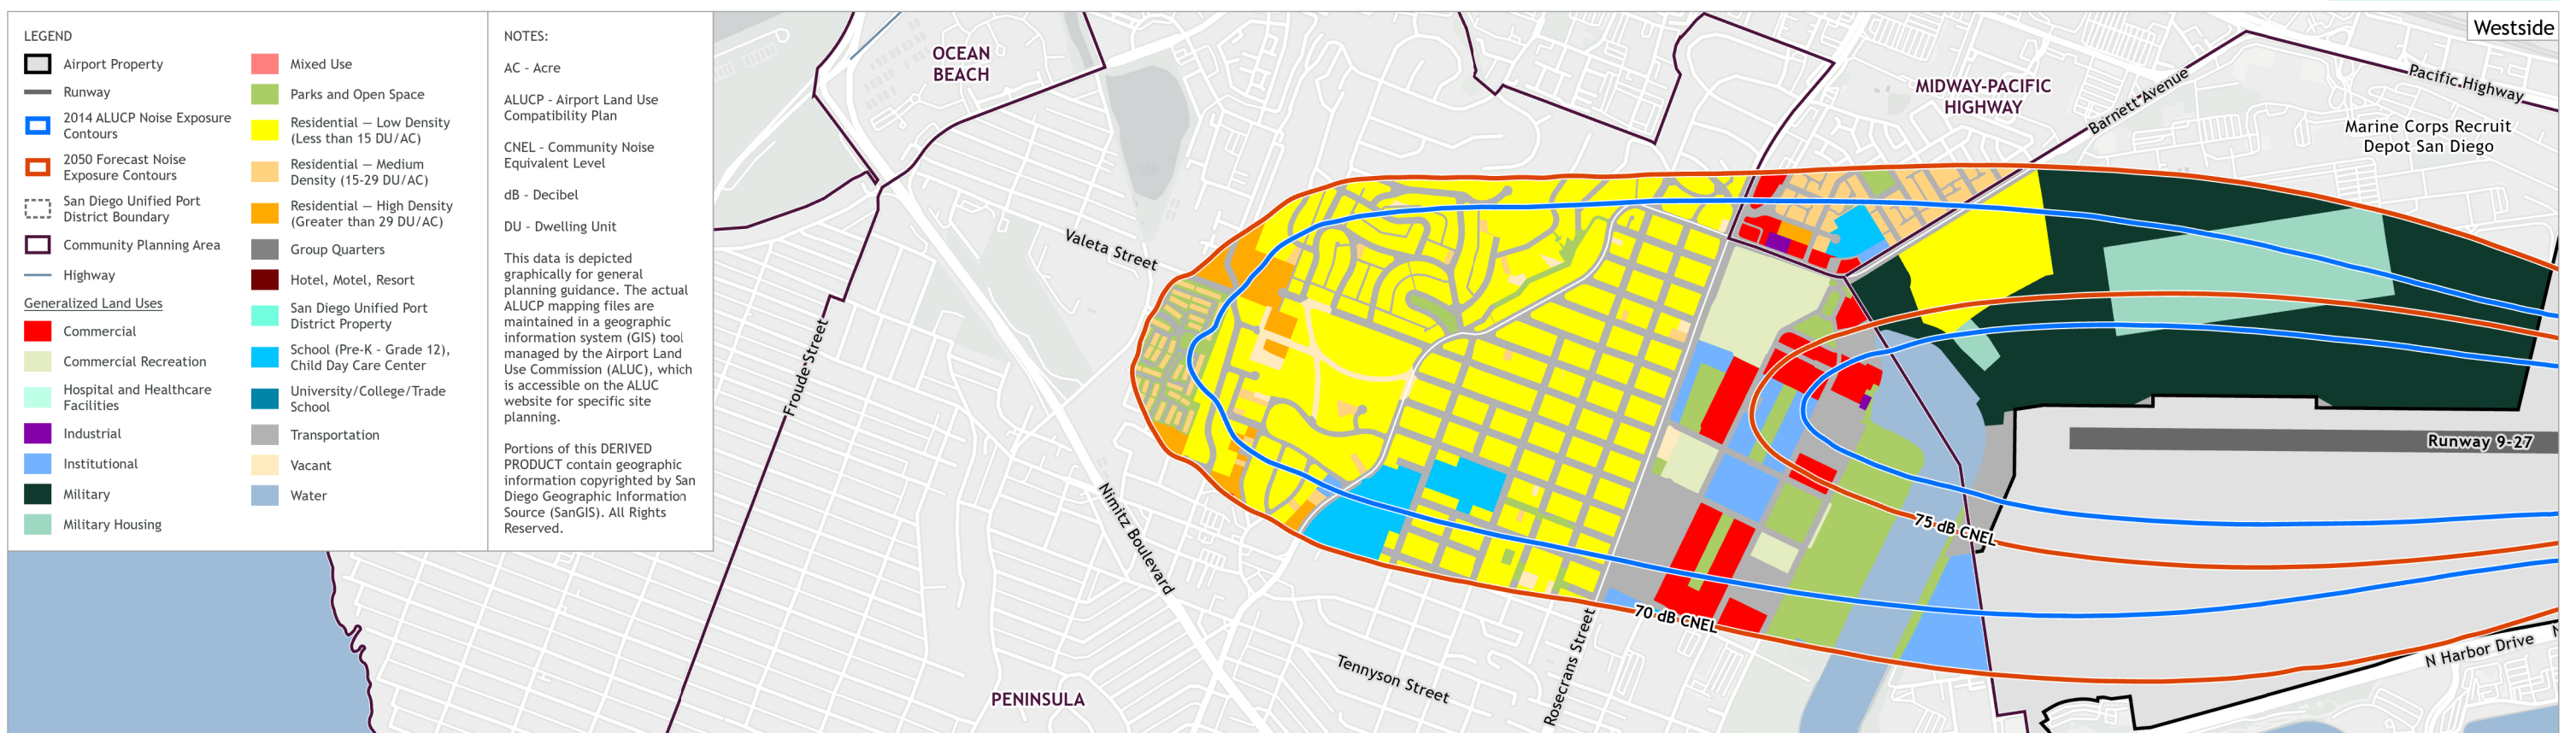 LEGEND
Airport Property
Runway
2014 ALUCP Noise Exposure
Contours
2050 Forecast Noise
Exposure Contours
San Diego Unified Port
District Boundary
Community Planning Area
Highway
Generalized Land Uses
Commercial
Commercial Recreation
Hospital and Healthcare
Facilities
Industrial
Institutional
Military
Military Housing
Mixed Use
Parks and Open Space
Residential — Low Density
(Less than 15 DU/AC)
Residential — Medium
Density (15-29 DU/AC)
Residential — High Density
(Greater than 29 DU/AC)
Group Quarters
Hotel, Motel, Resort
San Diego Unified Port
District Property
School (Pre-K - Grade 12),
Child Day Care Center
University/College/Trade
School
Transportation
Vacant
Water
NOTES:
AC - Acre
ALUCP - Airport Land Use
Compatibility Plan
CNEL - Community Noise
Equivalent Level
dB - Decibel
DU - Dwelling Unit
This data is depicted
graphically for general
planning guidance. The actual
ALUCP mapping files are
maintained in a geographic
information system (GIS) tool
managed by the Airport Land
Use Commission (ALUC), which
is accessible on the ALUC
website for specific site
planning.
Portions of this DERIVED
PRODUCT contain geographic
information copyrighted by San
Diego Geographic Information
Source (SanGIS). All Rights
Reserved.
Westside
OCEAN
BEACH
MIDWAY-PACIFIC
HIGHWAY
Barnett Avenue
Pacific Highway
Marine Corps Recruit
Depot San Diego
Valeta Street
Froude Street
Nimitz Boulevard
Runway 9-27
75 dB CNEL
70 dB CNEL
Rosecrans Street
Tennyson Street
N Harbor Drive
N
PENINSULA